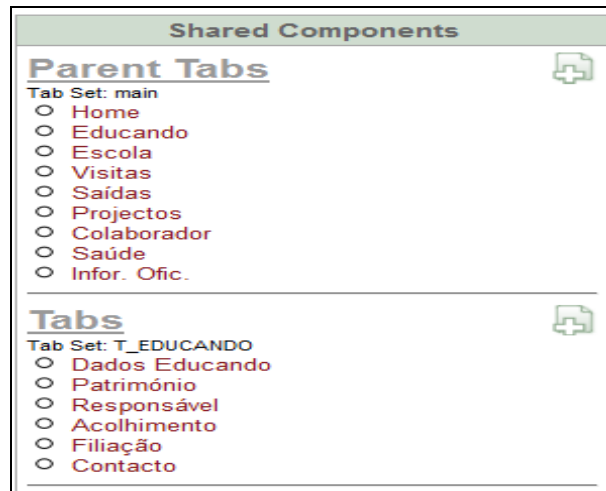 Shared Components
Parent Tabs
Tab Set: main
Home
Educando
Escola
Visitas
Saídas
Projectos
Colaborador
Saúde
Infor. Ofic.
Tabs
Tab Set: T_EDUCANDO
Dados Educando
Património
Responsável
Acolhimento
Filiação
Contacto